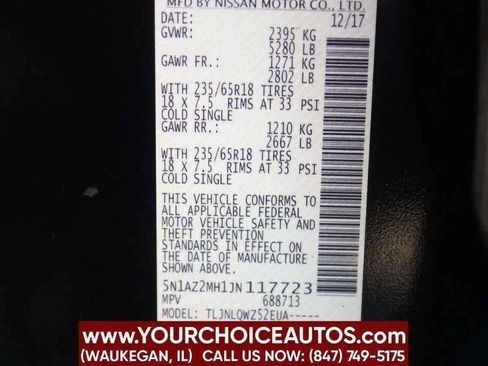 MFD BY NISSAN MOTOR CO., LTD.
DATE: 12/17
GVWR: 2395 KG
5280 LB
GAWR FR.: 1271 KG
2802 LB
WITH 235/65R18 TIRES
18 X 7.5 RIMS AT 33 PSI
COLD SINGLE
GAWR RR.: 1210 KG
2667 LB
WITH 235/65R18 TIRES
18 X 7.5 RIMS AT 33 PSI
COLD SINGLE
THIS VEHICLE CONFORMS TO
ALL APPLICABLE FEDERAL
MOTOR VEHICLE SAFETY AND
THEFT PREVENTION
STANDARDS IN EFFECT ON
THE DATE OF MANUFACTURE
SHOWN ABOVE.
5N1AZ2MH1JN117723
MPV 688713
MODEL: TLJNLQWZ52EUA-----
WWW.YOURCHOICEAUTOS.COM
(WAUKEGAN, IL) CALL US NOW: (847) 749-5175